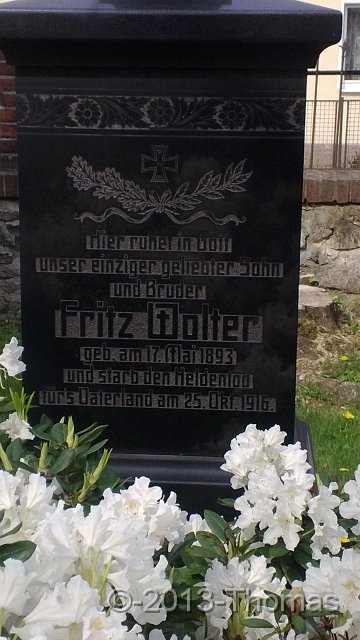 Hier ruhet in Gott
unser einziger geliebter Sohn
und Bruder
Fritz Wolter
geb. am 17. Mai 1893
und starb den Heldentod
für's Vaterland am 25. Okt. 1916.
©-2013-Thomas